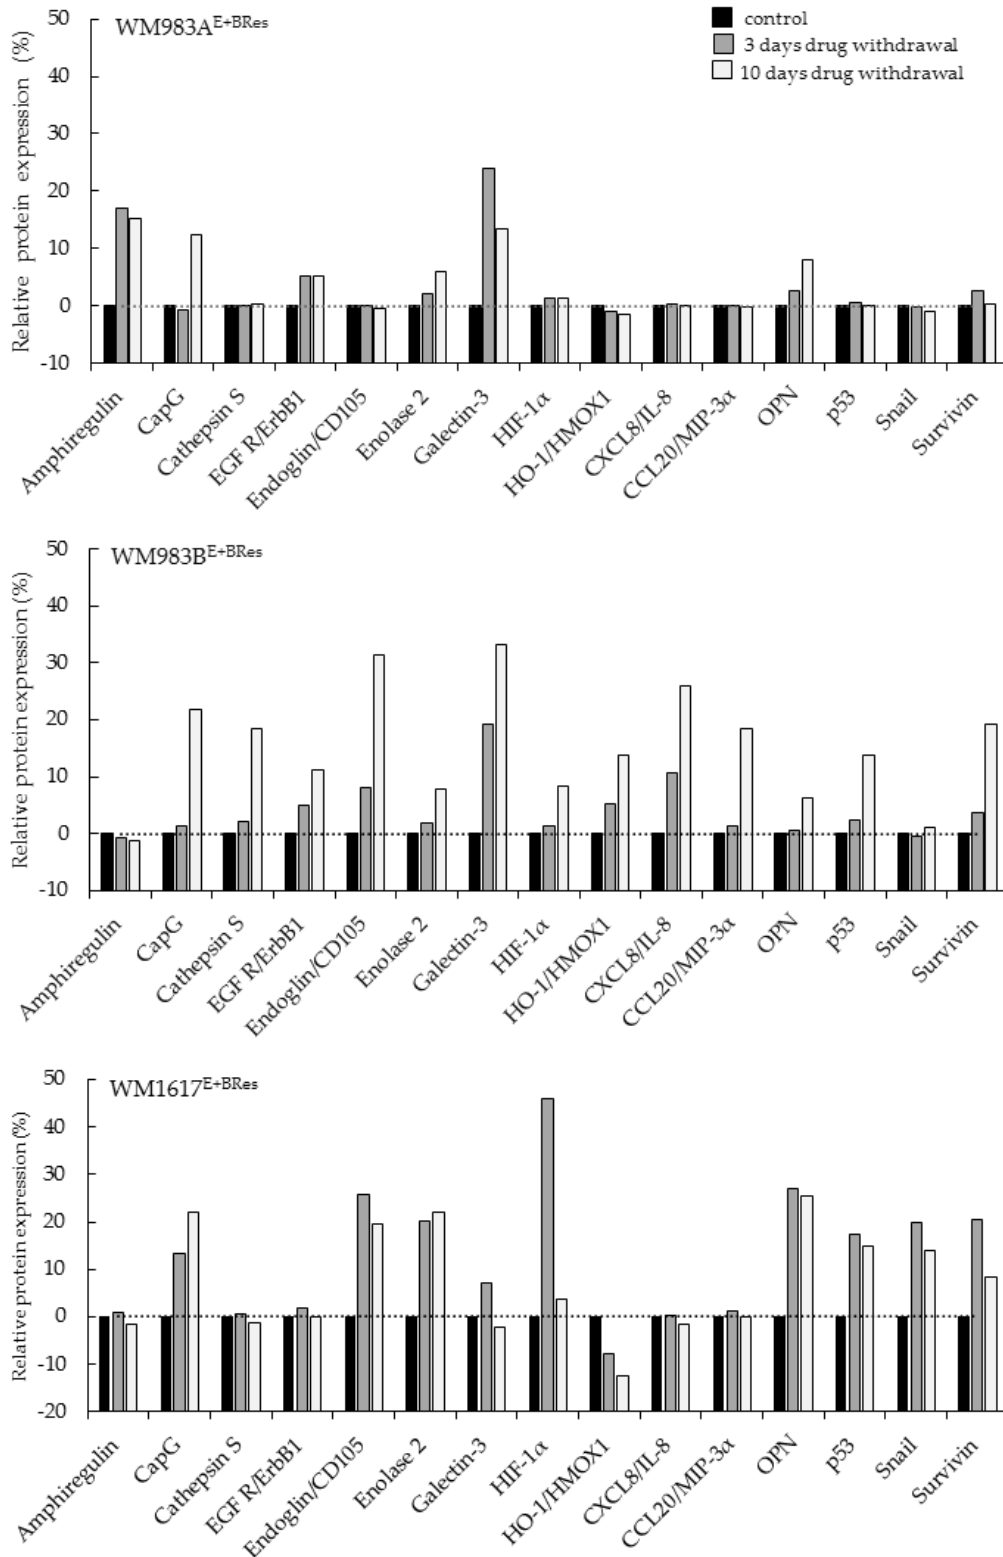 WM983A^E+BRes
control
3 days drug withdrawal
10 days drug withdrawal
Relative protein expression (%)
50
40
30
20
10
0
-10
Amphiregulin
CapG
Cathepsin S
EGF R/ErbB1
Endoglin/CD105
Enolase 2
Galectin-3
HIF-1α
HO-1/HMOX1
CXCL8/IL-8
CCL20/MIP-3α
OPN
p53
Snail
Survivin
WM983B^E+BRes
Relative protein expression (%)
50
40
30
20
10
0
-10
Amphiregulin
CapG
Cathepsin S
EGF R/ErbB1
Endoglin/CD105
Enolase 2
Galectin-3
HIF-1α
HO-1/HMOX1
CXCL8/IL-8
CCL20/MIP-3α
OPN
p53
Snail
Survivin
WM1617^E+BRes
Relative protein expression (%)
50
40
30
20
10
0
-10
-20
Amphiregulin
CapG
Cathepsin S
EGF R/ErbB1
Endoglin/CD105
Enolase 2
Galectin-3
HIF-1α
HO-1/HMOX1
CXCL8/IL-8
CCL20/MIP-3α
OPN
p53
Snail
Survivin